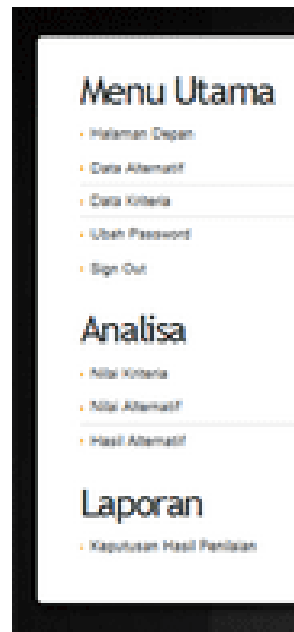 Menu Utama
Halaman Depan
Data Alternatif
Data Kriteria
Ubah Password
Sign Out
Analisa
Nilai Kriteria
Nilai Alternatif
Hasil Alternatif
Laporan
Keputusan Hasil Penilaian